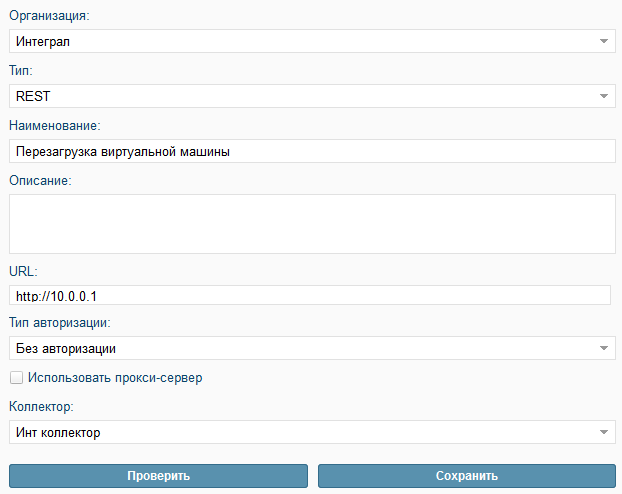 Организация:
Интеграл
Тип:
REST
Наименование:
Перезагрузка виртуальной машины
Описание:
URL:
http://10.0.0.1
Тип авторизации:
Без авторизации
Использовать прокси-сервер
Коллектор:
Инт коллектор
Проверить
Сохранить